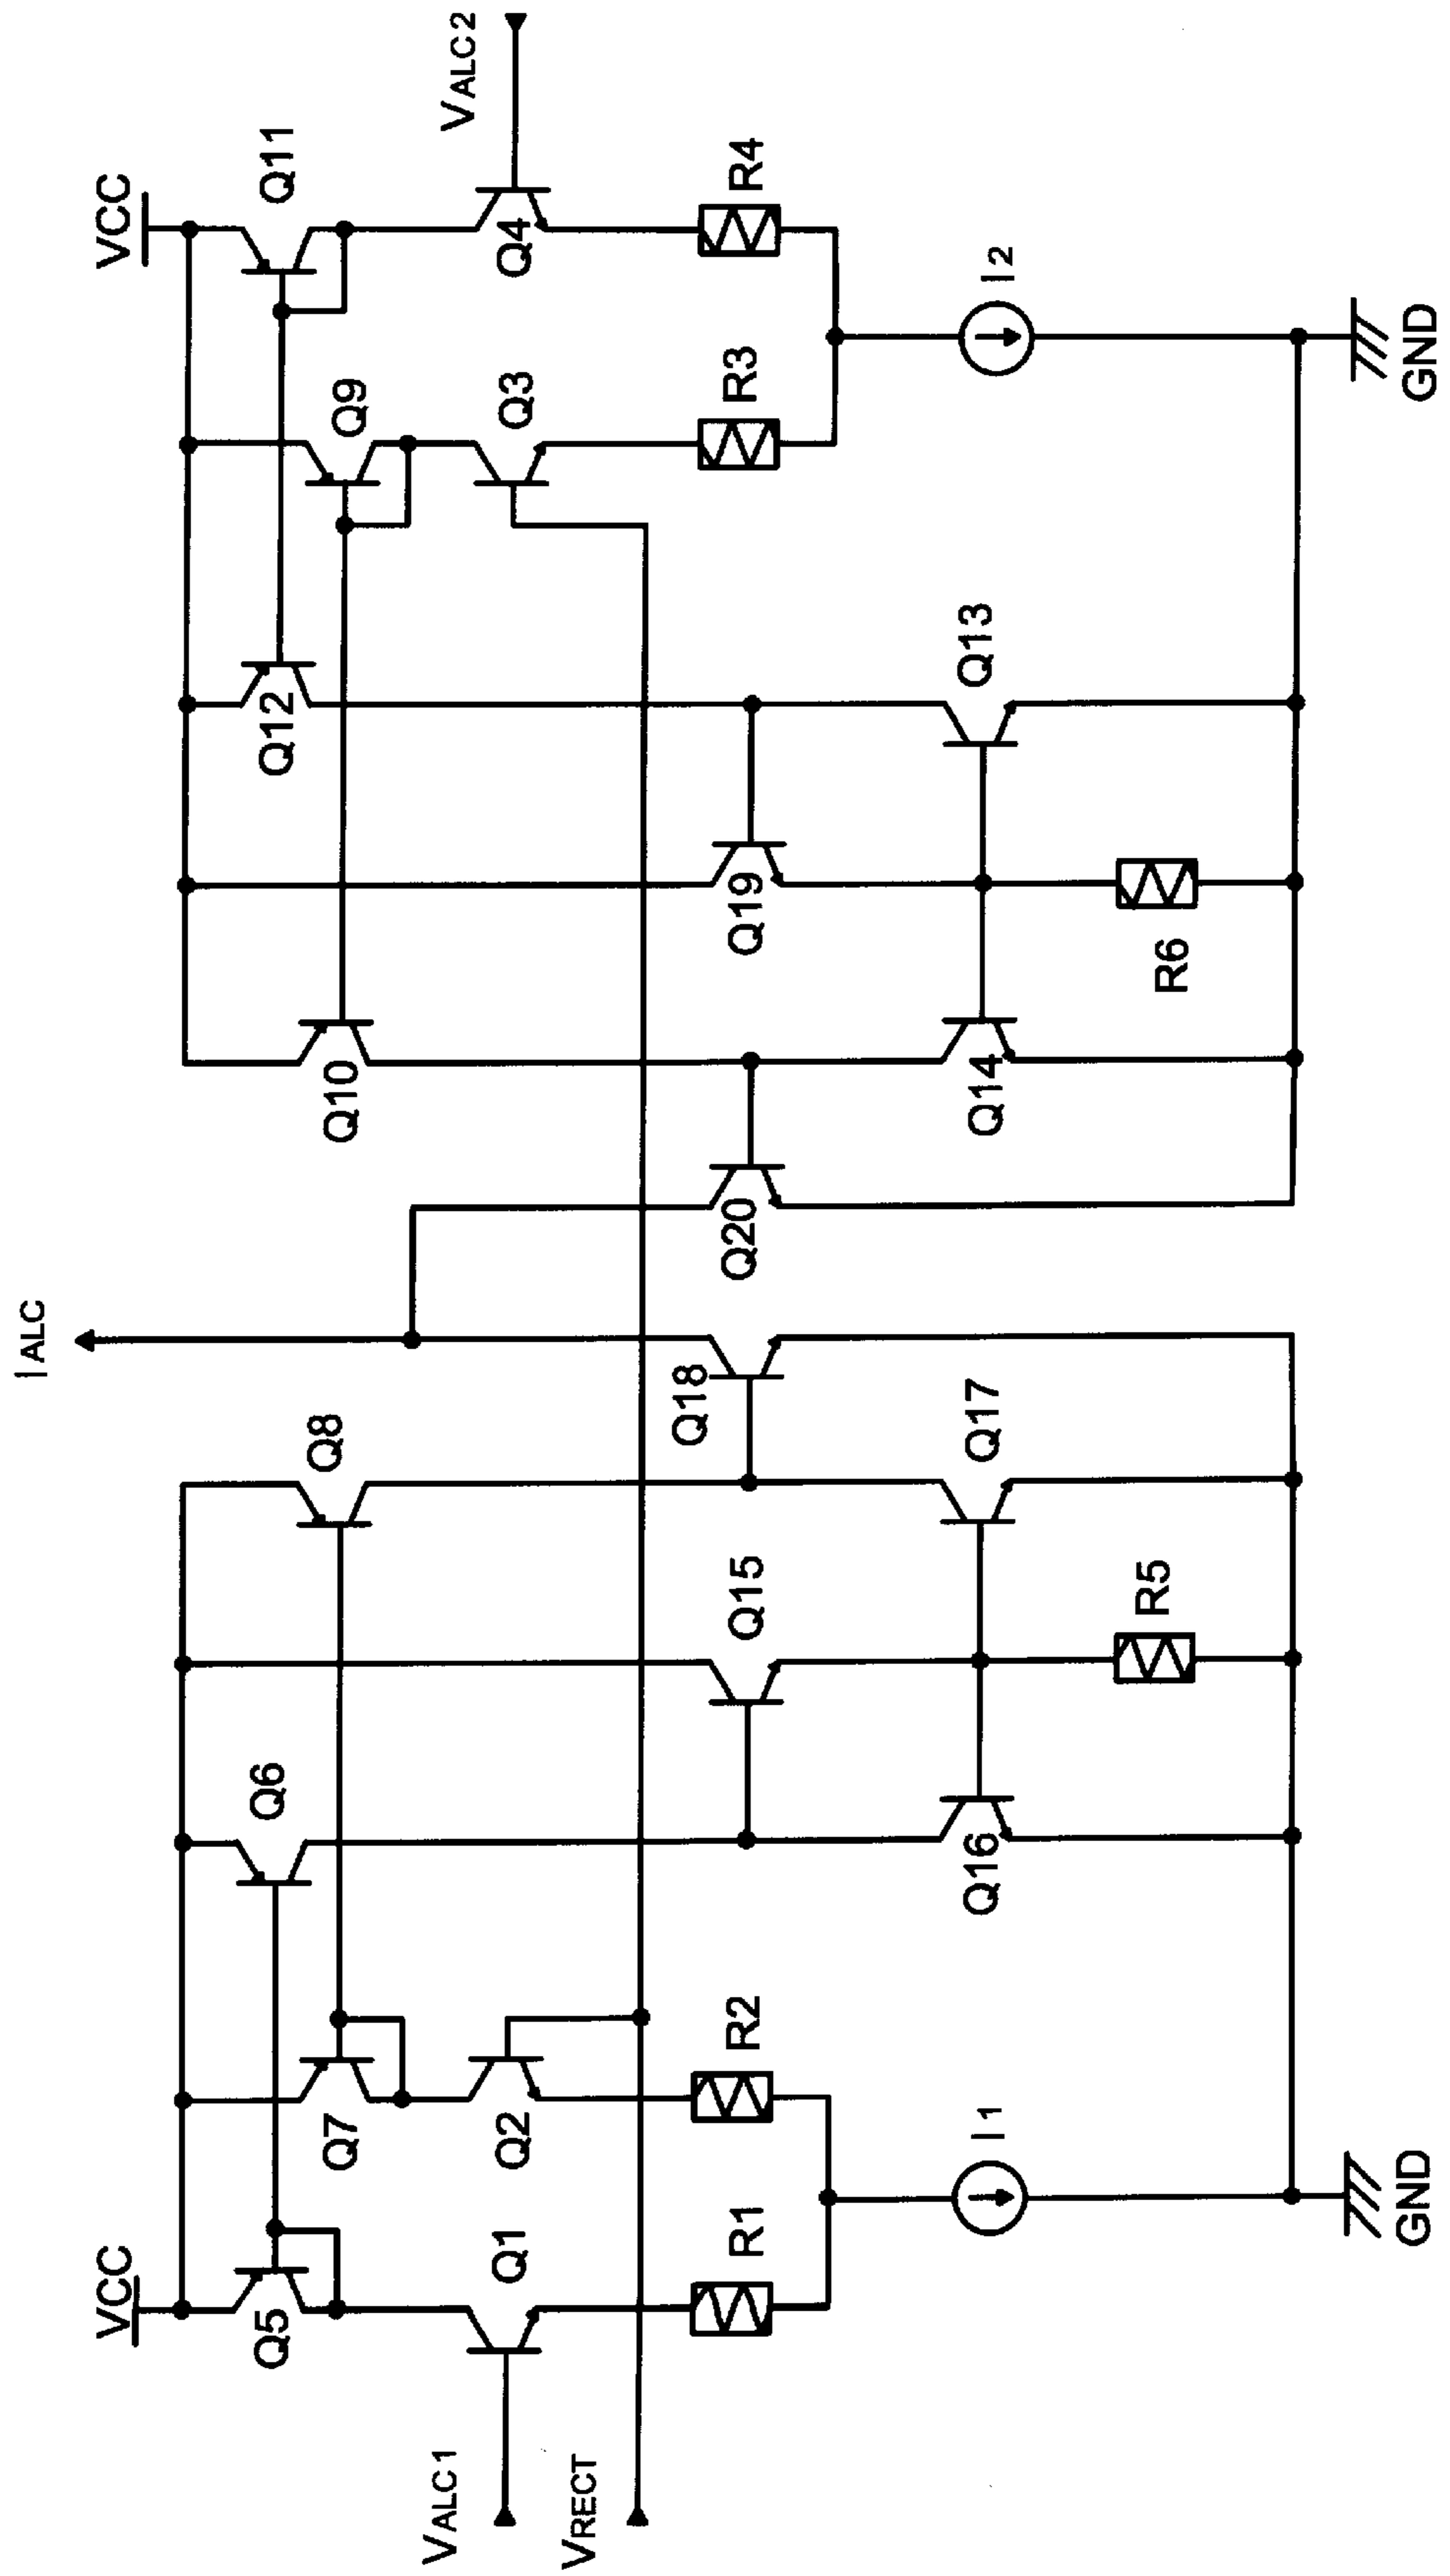 IALC
VCC
VCC
Q5
Q6
Q7
Q8
Q10
Q12
Q9
Q11
VALC1
Q1
Q2
Q15
Q18
Q20
Q19
Q3
Q4
VALC2
VRECT
R1
R2
R3
R4
I1
Q16
Q17
Q14
Q13
I2
R5
R6
GND
GND